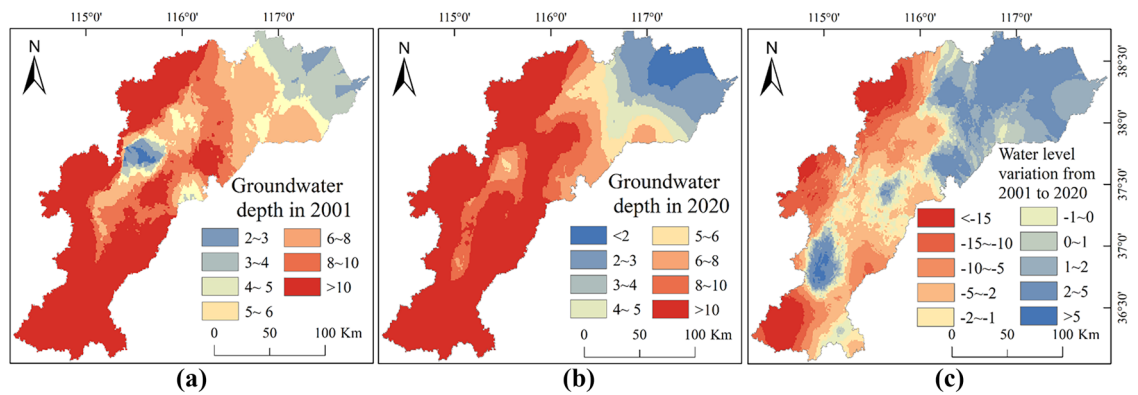 115°0' 116°0' 117°0'
N
Groundwater
depth in 2001
2~3 6~8
3~4 8~10
4~ 5 >10
5~ 6
0 50 100 Km
(a)
115°0' 116°0' 117°0'
N
Groundwater
depth in 2020
<2 5~6
2~3 6~8
3~4 8~10
4~ 5 >10
0 50 100 Km
(b)
115°0' 116°0' 117°0'
N
38°30'
38°0'
37°30'
37°0'
36°30'
Water level
variation from
2001 to 2020
<-15 -1~0
-15~-10 0~1
-10~-5 1~2
-5~-2 2~5
-2~-1 >5
0 50 100 Km
(c)